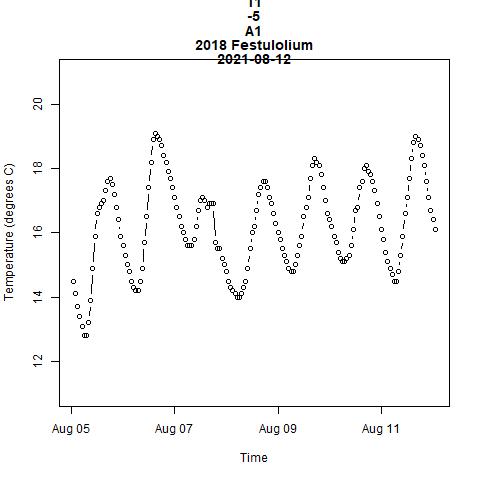 -5
A1
2018 Festulolium
2021-08-12
Temperature (degrees C)
20
18
16
14
12
Aug 05
Aug 07
Aug 09
Aug 11
Time